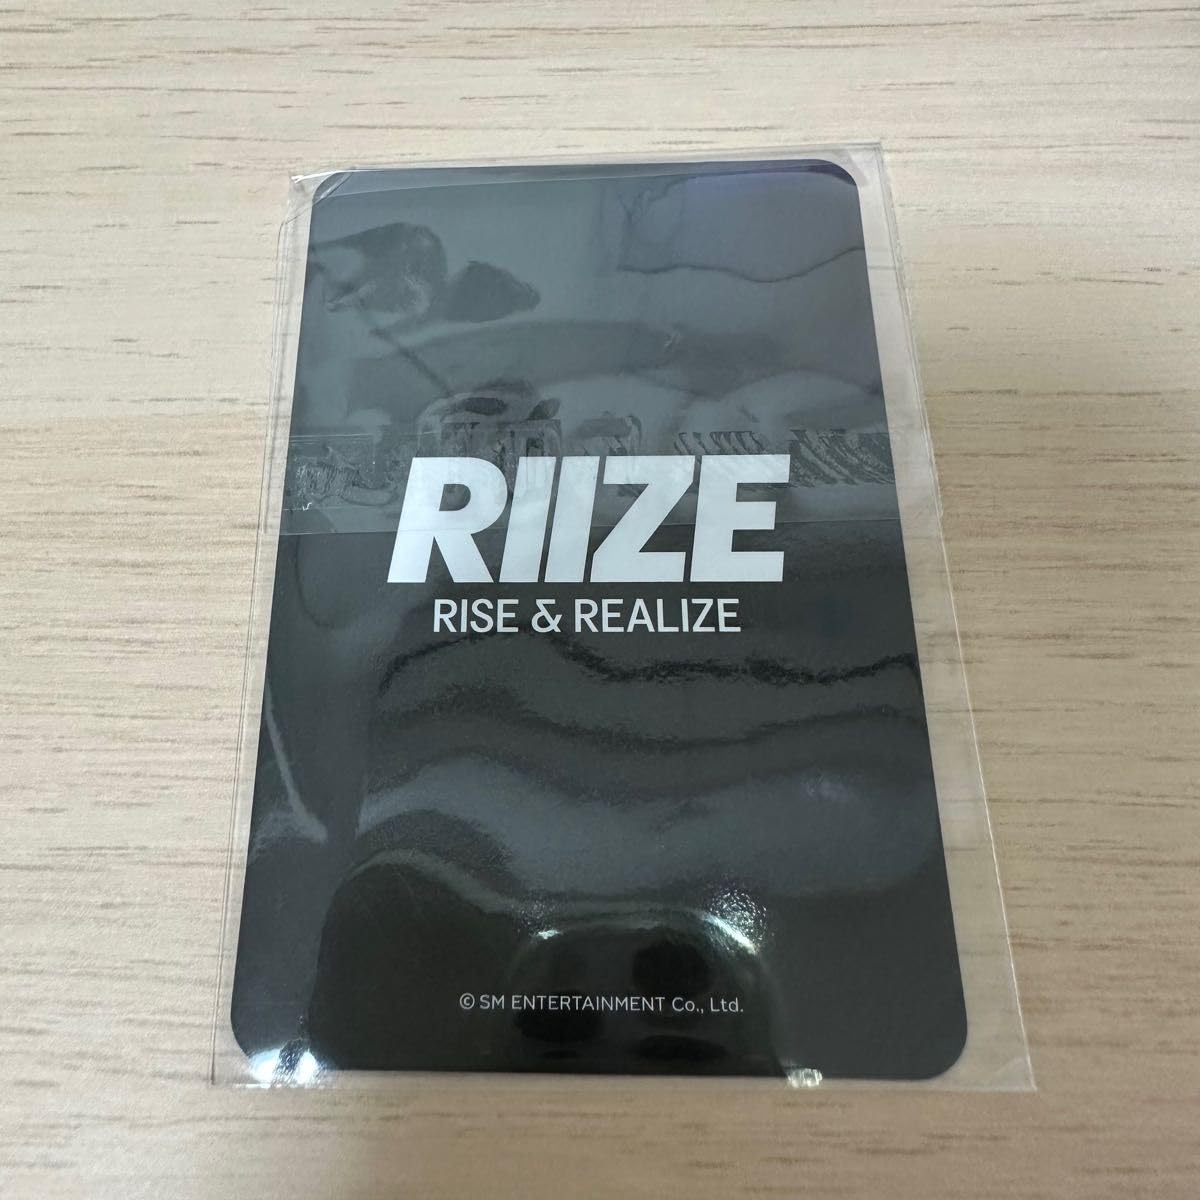 RIIZE
RISE & REALIZE
© SM ENTERTAINMENT Co., Ltd.